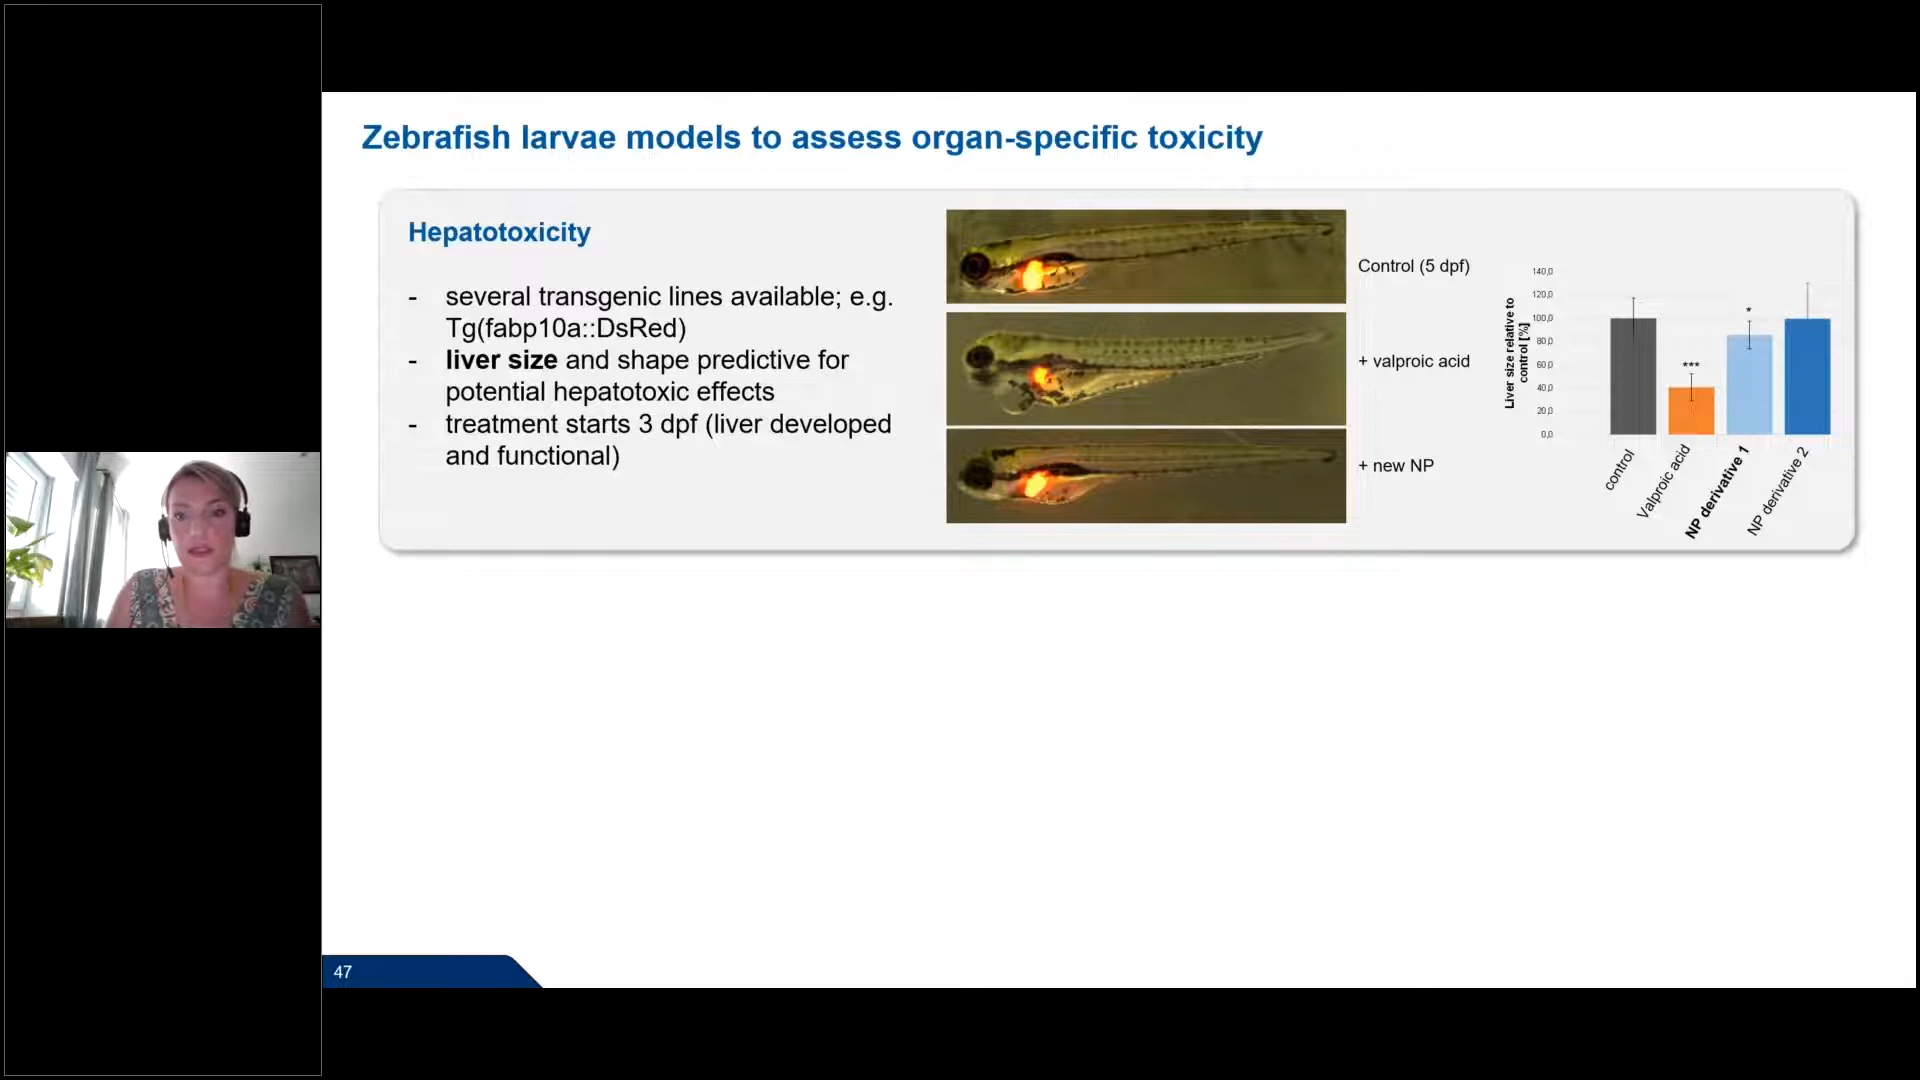 Zebrafish larvae models to assess organ-specific toxicity
Hepatotoxicity
- several transgenic lines available; e.g.
Tg(fabp10a::DsRed)
- liver size and shape predictive for
potential hepatotoxic effects
- treatment starts 3 dpf (liver developed
and functional)
Control (5 dpf)
+ valproic acid
+ new NP
Liver size relative to
control [%]
140,0
120,0
100,0
80,0
60,0
40,0
20,0
0,0
***
*
control
Valproic acid
NP derivative 1
NP derivative 2
47